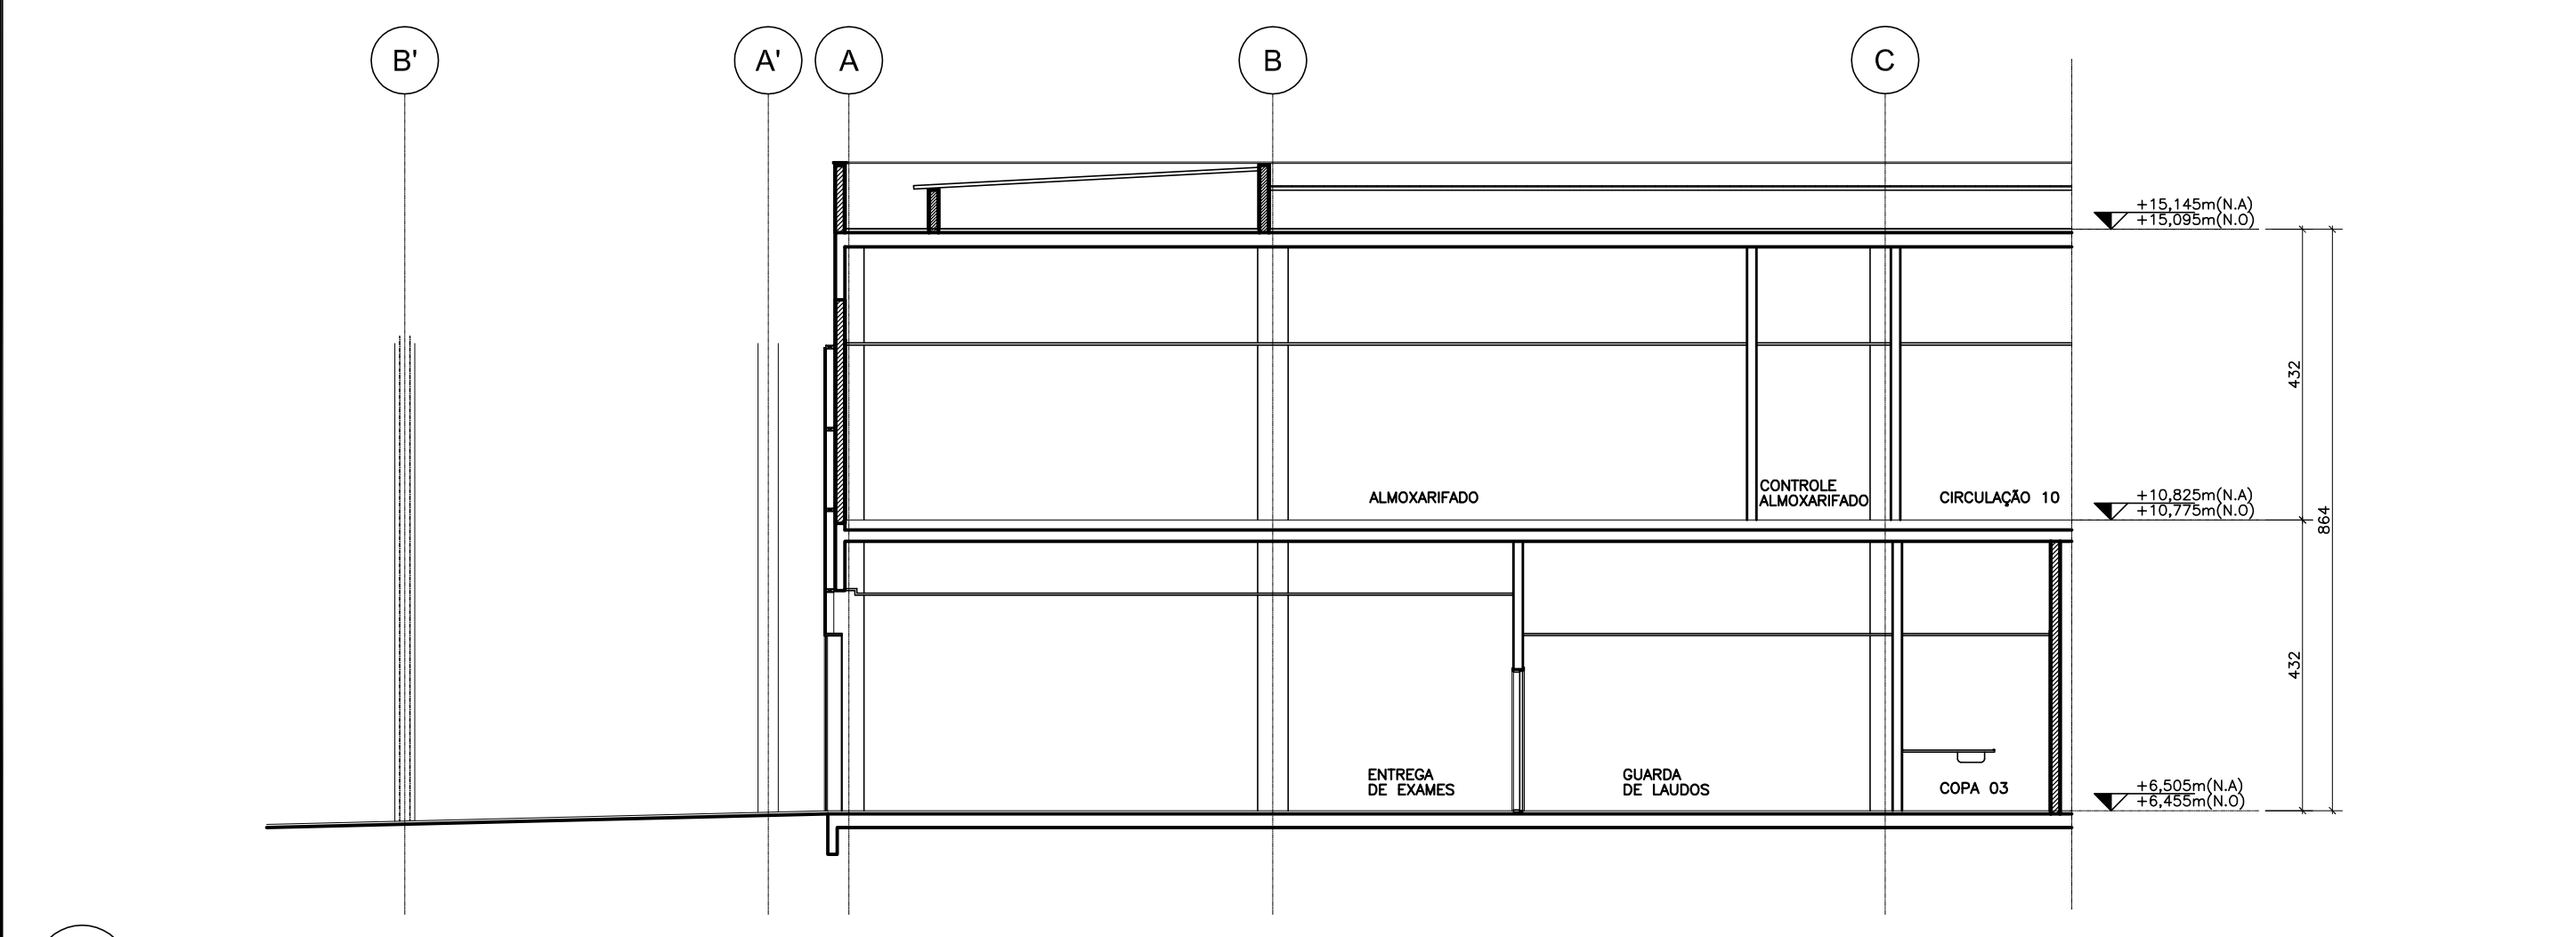 B'
A'
A
B
C
+15,145m(N.A)
+15,095m(N.O)
432
ALMOXARIFADO
CONTROLE
ALMOXARIFADO
CIRCULAÇÃO 10
+10,825m(N.A)
+10,775m(N.O)
864
432
ENTREGA
DE EXAMES
GUARDA
DE LAUDOS
COPA 03
+6,505m(N.A)
+6,455m(N.O)